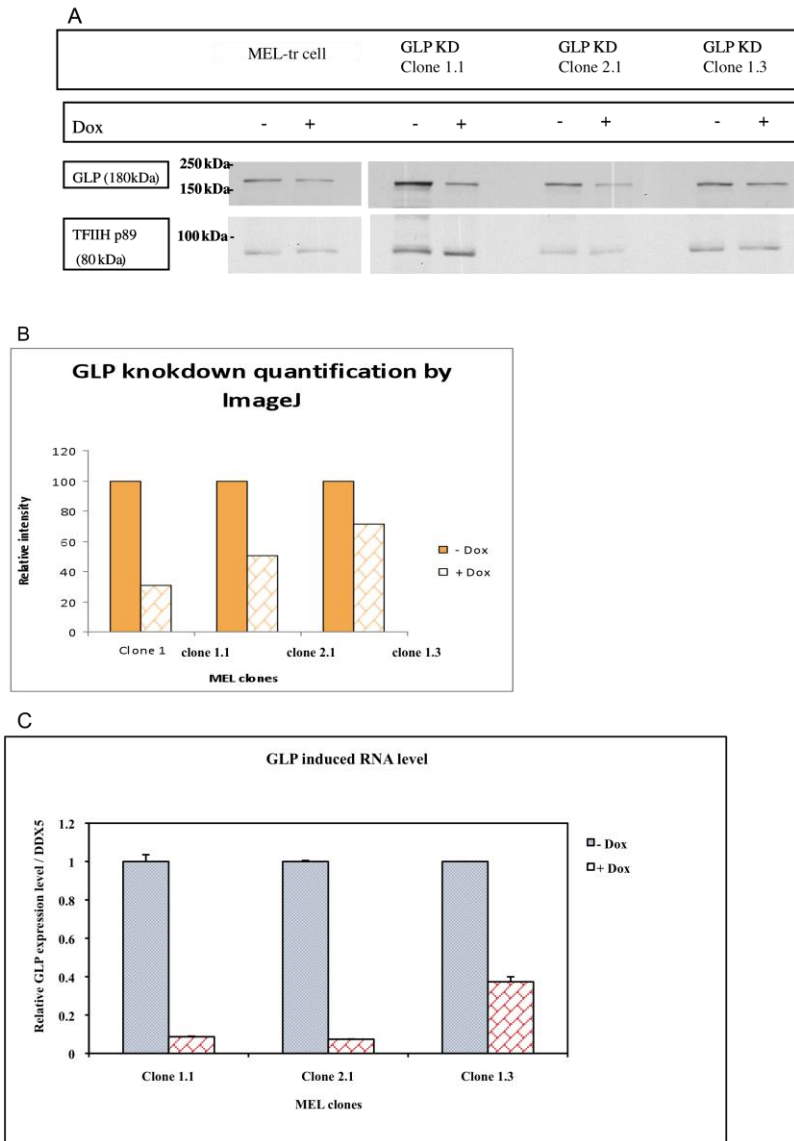 A
MEL-tr cell
GLP KD
Clone 1.1
GLP KD
Clone 2.1
GLP KD
Clone 1.3
Dox
- + - + - + - +
GLP (180kDa)
250 kDa-
150 kDa-
TFIIH p89
(80 kDa)
100 kDa-
B
GLP knokdown quantification by
ImageJ
Relative intensity
120
100
80
60
40
20
0
- Dox
+ Dox
Clone 1 clone 1.1 clone 2.1 clone 1.3
MEL clones
C
GLP induced RNA level
Relative GLP expression level / DDX5
1.2
1
0.8
0.6
0.4
0.2
0
- Dox
+ Dox
Clone 1.1 Clone 2.1 Clone 1.3
MEL clones